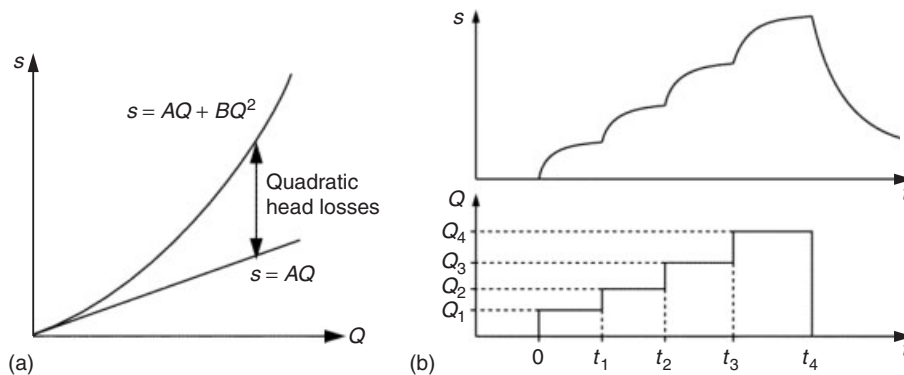 s
s = AQ + BQ²
Quadratic
head losses
s = AQ
Q
(a)
(b)
s
Q
Q₄
Q₃
Q₂
Q₁
0
t₁
t₂
t₃
t₄